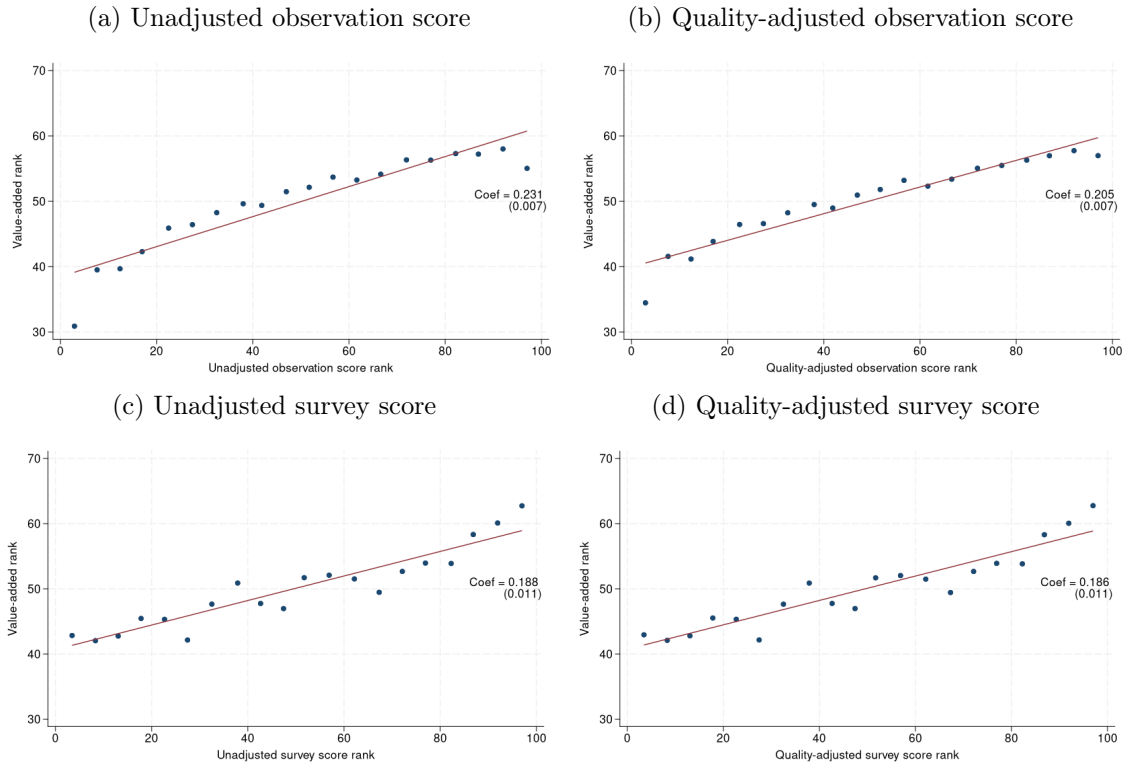 (a) Unadjusted observation score
70
60
50
40
30
Value-added rank
Coef = 0.231
(0.007)
0 20 40 60 80 100
Unadjusted observation score rank
(b) Quality-adjusted observation score
70
60
50
40
30
Value-added rank
Coef = 0.205
(0.007)
0 20 40 60 80 100
Quality-adjusted observation score rank
(c) Unadjusted survey score
70
60
50
40
30
Value-added rank
Coef = 0.188
(0.011)
0 20 40 60 80 100
Unadjusted survey score rank
(d) Quality-adjusted survey score
70
60
50
40
30
Value-added rank
Coef = 0.186
(0.011)
0 20 40 60 80 100
Quality-adjusted survey score rank